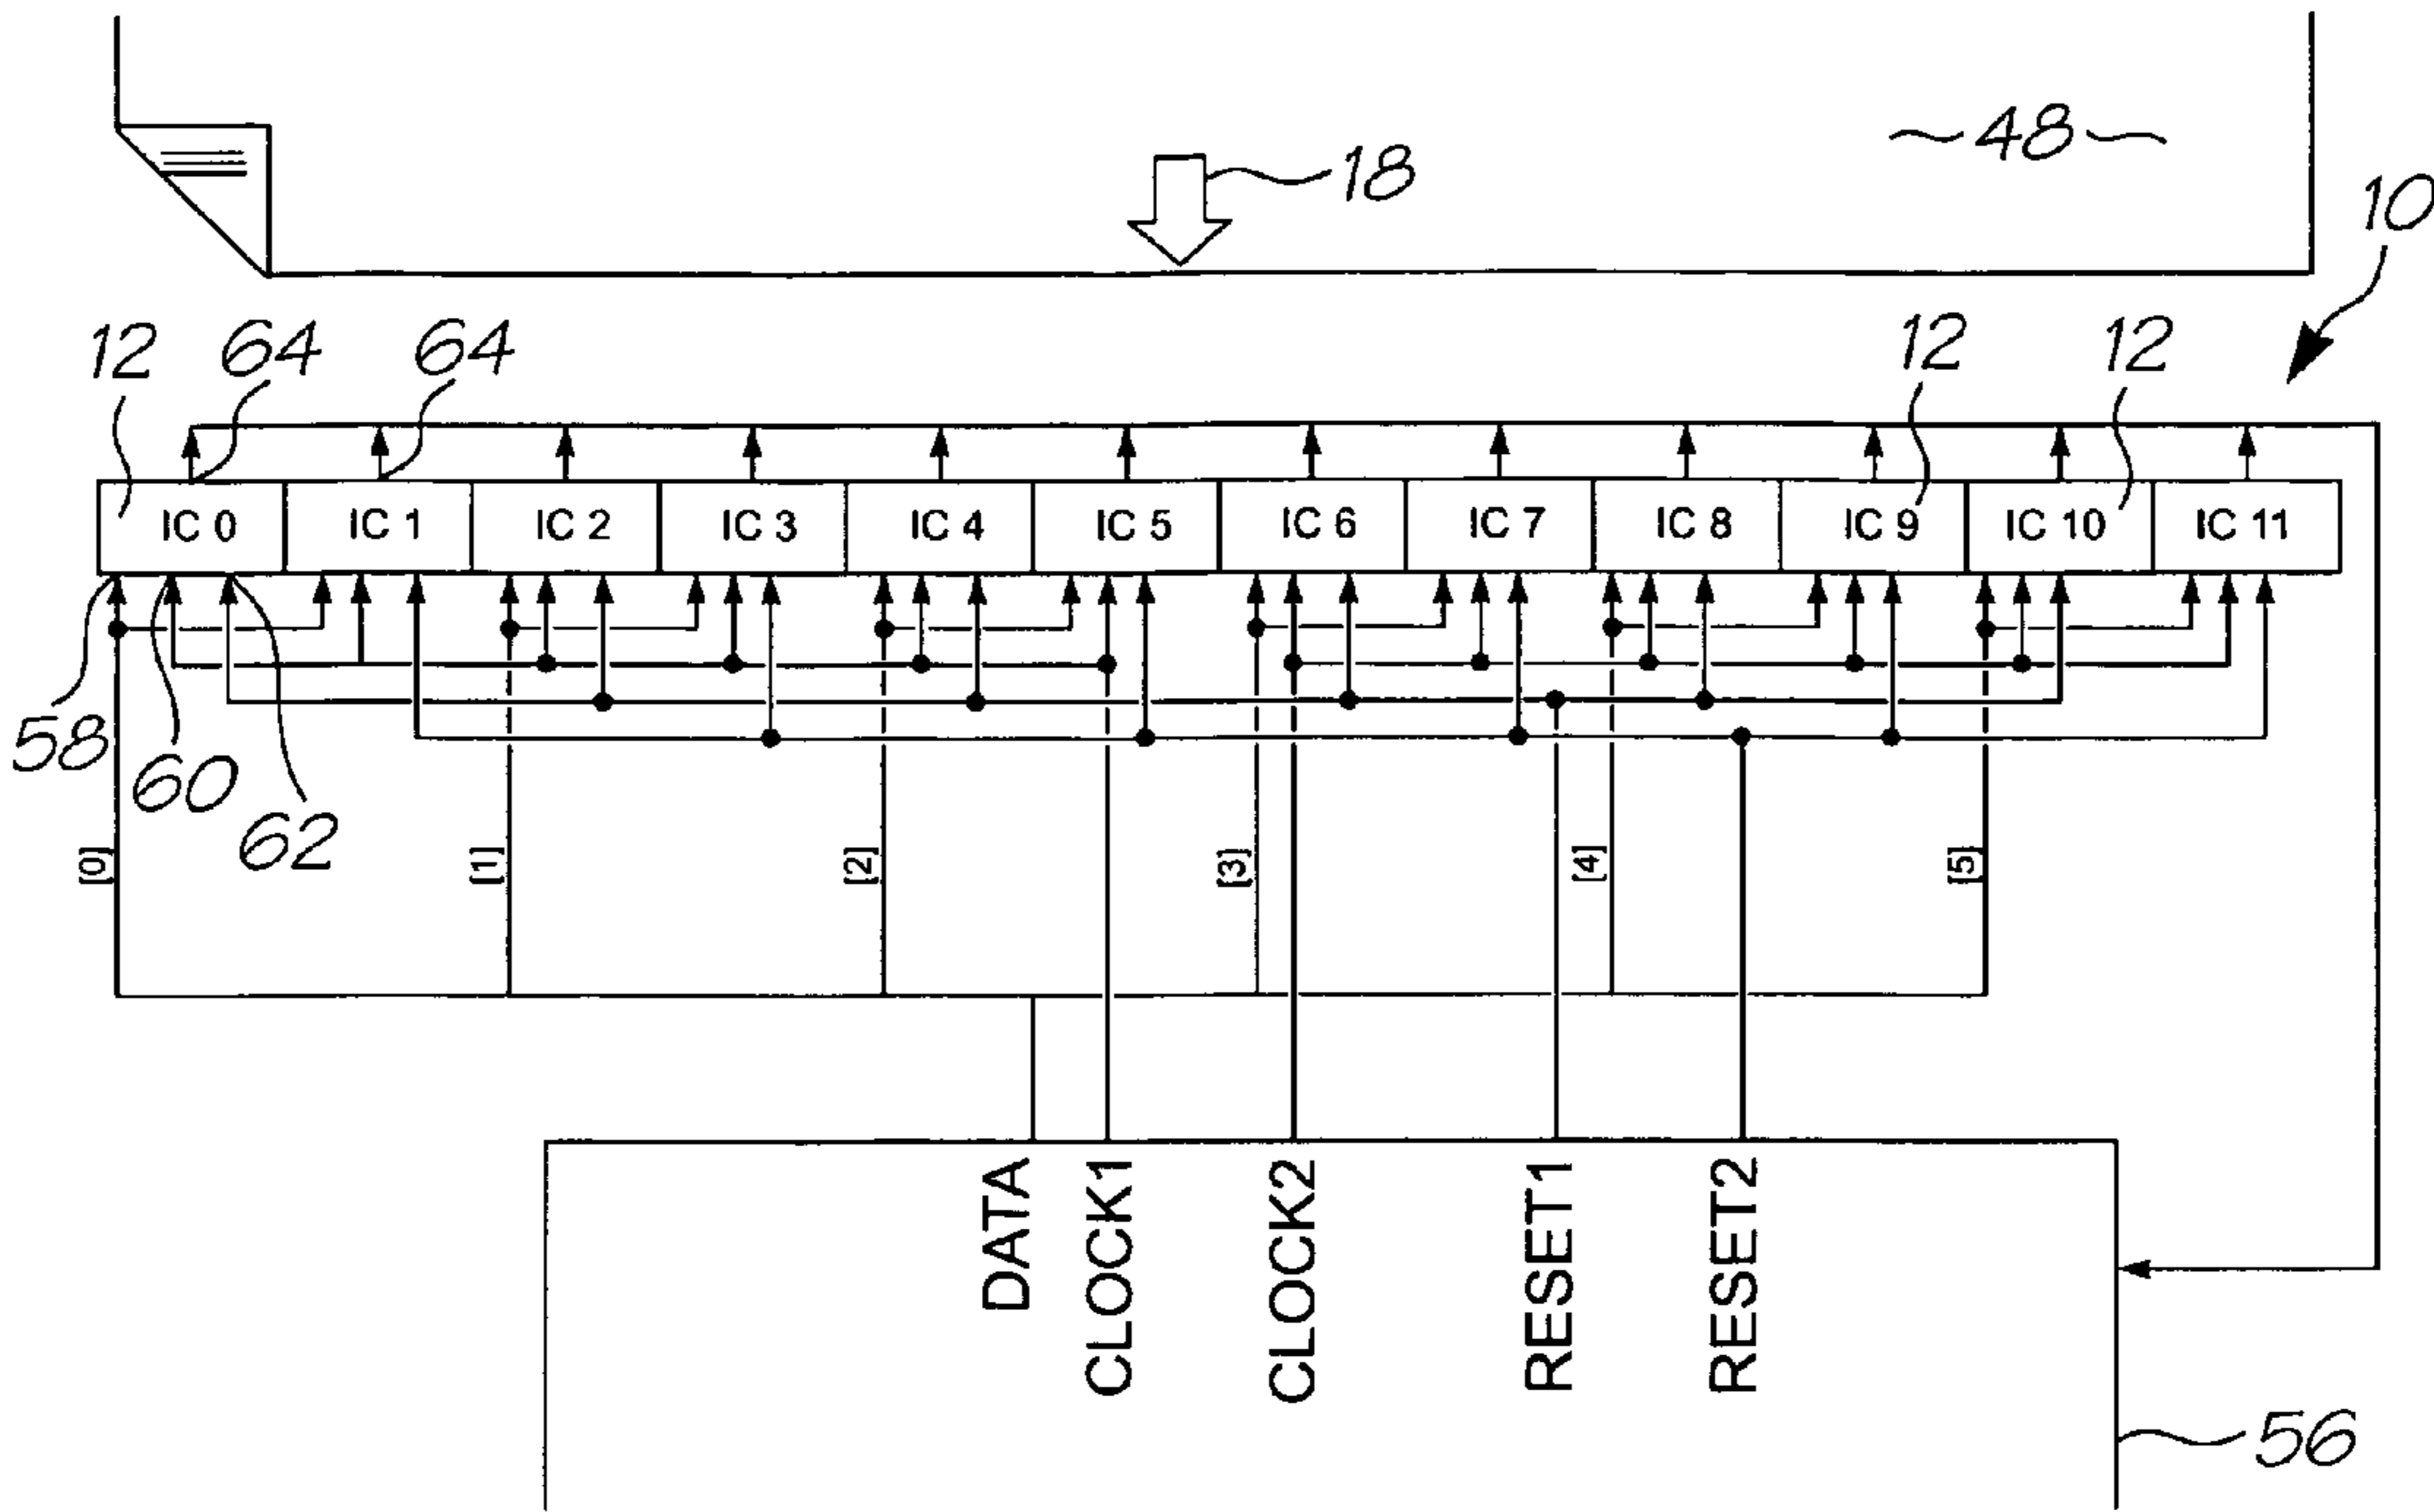 ~48~
18
10
12 64 64 12 12
IC 0 IC 1 IC 2 IC 3 IC 4 IC 5 IC 6 IC 7 IC 8 IC 9 IC 10 IC 11
58
60
62
[0] [1] [2] [3] [4] [5]
DATA
CLOCK1
CLOCK2
RESET1
RESET2
56